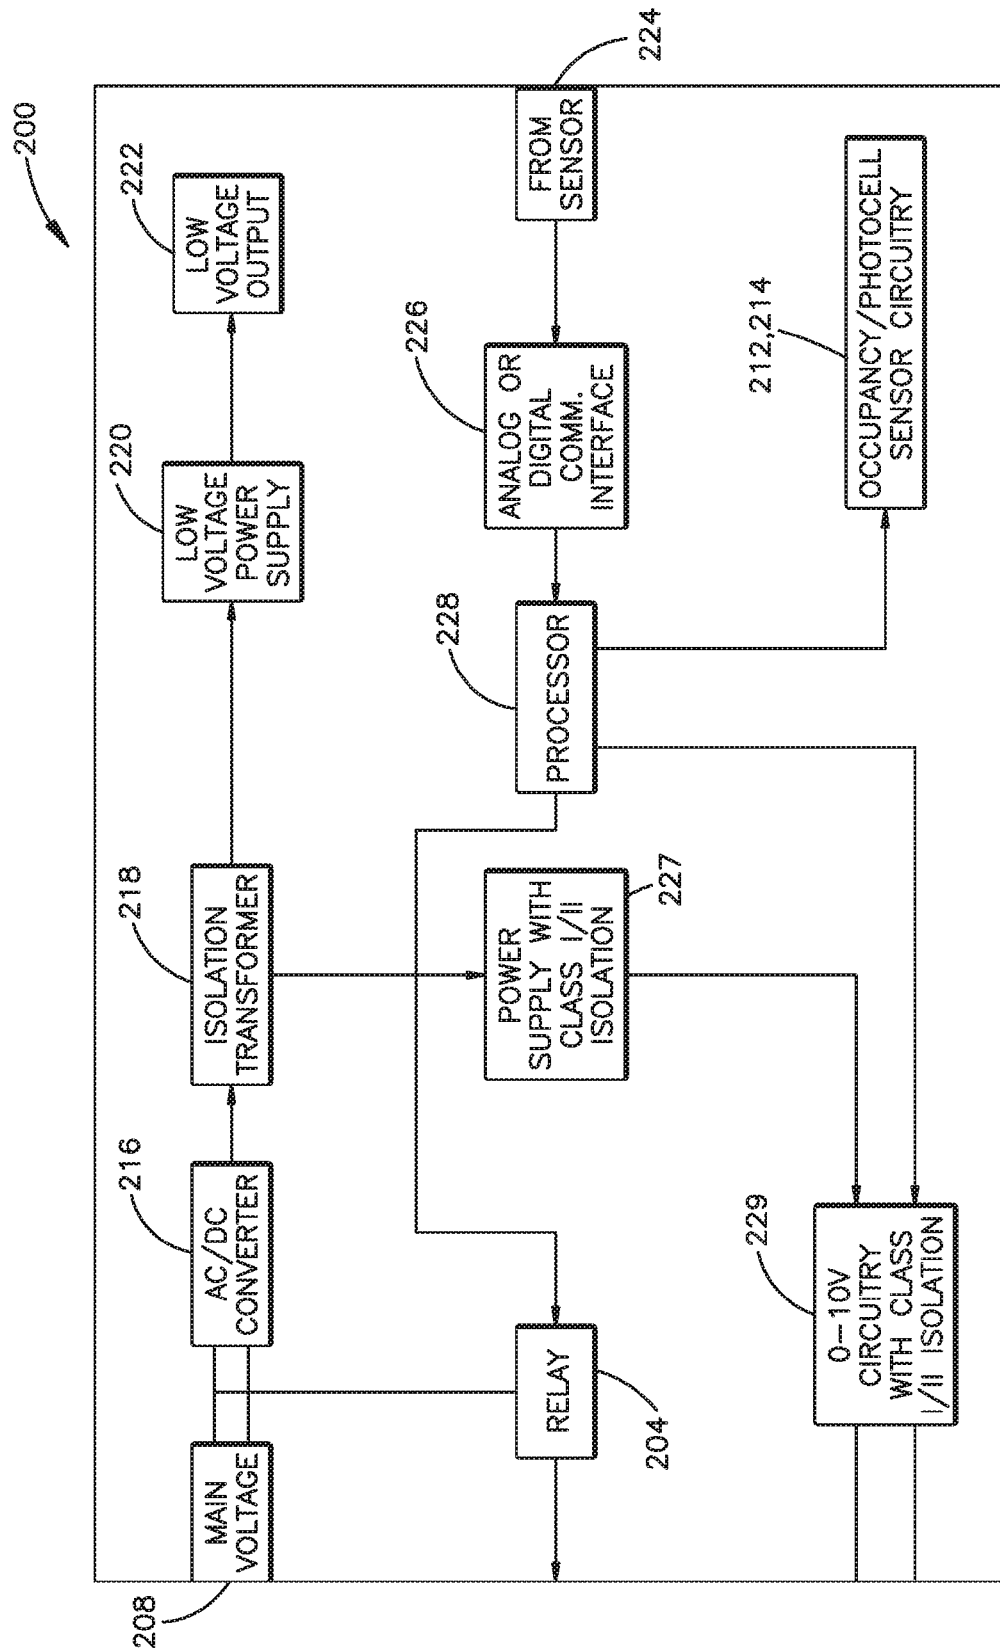 200
208
MAIN
VOLTAGE
216
AC/DC
CONVERTER
218
ISOLATION
TRANSFORMER
220
LOW
VOLTAGE
POWER
SUPPLY
222
LOW
VOLTAGE
OUTPUT
RELAY
204
POWER
SUPPLY WITH
CLASS I/II
ISOLATION
227
228
PROCESSOR
226
ANALOG OR
DIGITAL
COMM.
INTERFACE
FROM
SENSOR
224
229
0–10V
CIRCUITRY
WITH CLASS
I/II ISOLATION
212,214
OCCUPANCY/PHOTOCELL
SENSOR CIRCUITRY